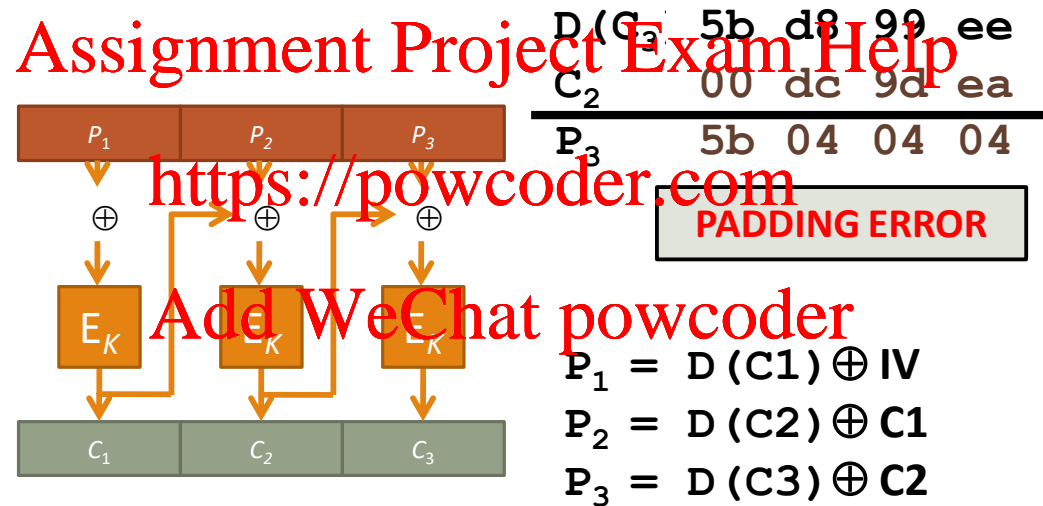 Assignment Project Exam Help
D(C3) 5b d8 99 ee
C2 00 dc 9d ea
P3 5b 04 04 04
PADDING ERROR
https://powcoder.com
P1 P2 P3
⊕ ⊕ ⊕
EK EK EK
Add WeChat powcoder
C1 C2 C3
P1 = D(C1)⊕IV
P2 = D(C2)⊕C1
P3 = D(C3)⊕C2